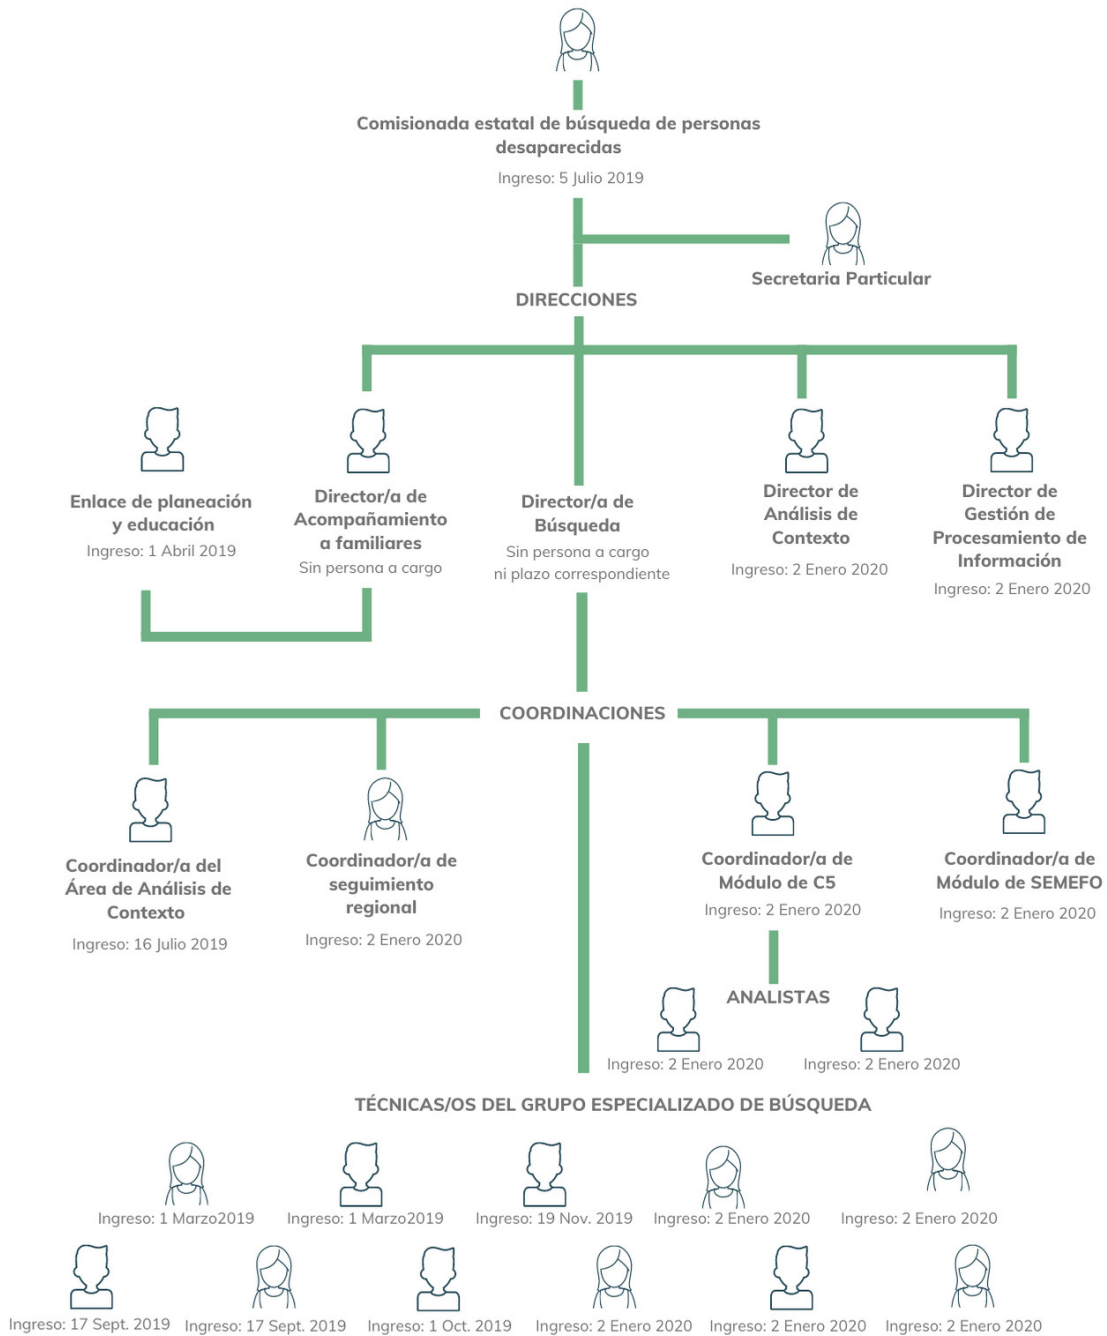 Comisionada estatal de búsqueda de personas
desaparecidas
Ingreso: 5 Julio 2019
Secretaria Particular
DIRECCIONES
Enlace de planeación
y educación
Ingreso: 1 Abril 2019
Director/a de
Acompañamiento
a familiares
Sin persona a cargo
Director/a de
Búsqueda
Sin persona a cargo
ni plazo correspondiente
Director de
Análisis de
Contexto
Ingreso: 2 Enero 2020
Director de
Gestión de
Procesamiento de
Información
Ingreso: 2 Enero 2020
COORDINACIONES
Coordinador/a del
Área de Análisis de
Contexto
Ingreso: 16 Julio 2019
Coordinador/a de
seguimiento
regional
Ingreso: 2 Enero 2020
Coordinador/a de
Módulo de C5
Ingreso: 2 Enero 2020
Coordinador/a de
Módulo de SEMEFO
Ingreso: 2 Enero 2020
ANALISTAS
Ingreso: 2 Enero 2020
Ingreso: 2 Enero 2020
TÉCNICAS/OS DEL GRUPO ESPECIALIZADO DE BÚSQUEDA
Ingreso: 1 Marzo2019
Ingreso: 1 Marzo2019
Ingreso: 19 Nov. 2019
Ingreso: 2 Enero 2020
Ingreso: 2 Enero 2020
Ingreso: 17 Sept. 2019
Ingreso: 17 Sept. 2019
Ingreso: 1 Oct. 2019
Ingreso: 2 Enero 2020
Ingreso: 2 Enero 2020
Ingreso: 2 Enero 2020